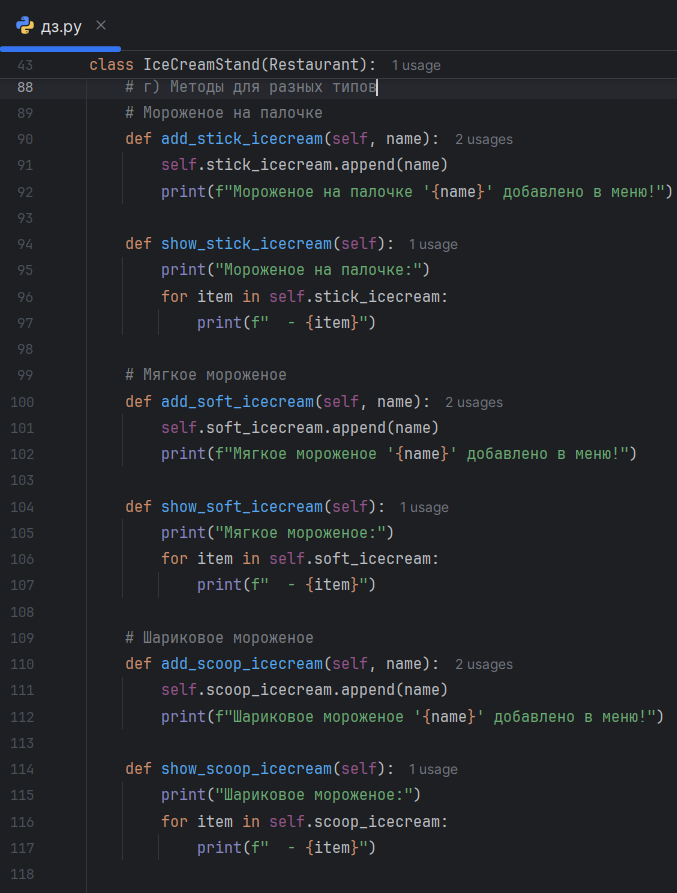 дз.py ×
43 class IceCreamStand(Restaurant): 1 usage
88 # г) Методы для разных типов
89 # Мороженое на палочке
90 def add_stick_icecream(self, name): 2 usages
91 self.stick_icecream.append(name)
92 print(f"Мороженое на палочке '{name}' добавлено в меню!")
93
94 def show_stick_icecream(self): 1 usage
95 print("Мороженое на палочке:")
96 for item in self.stick_icecream:
97 print(f"  - {item}")
98
99 # Мягкое мороженое
100 def add_soft_icecream(self, name): 2 usages
101 self.soft_icecream.append(name)
102 print(f"Мягкое мороженое '{name}' добавлено в меню!")
103
104 def show_soft_icecream(self): 1 usage
105 print("Мягкое мороженое:")
106 for item in self.soft_icecream:
107 print(f"  - {item}")
108
109 # Шариковое мороженое
110 def add_scoop_icecream(self, name): 2 usages
111 self.scoop_icecream.append(name)
112 print(f"Шариковое мороженое '{name}' добавлено в меню!")
113
114 def show_scoop_icecream(self): 1 usage
115 print("Шариковое мороженое:")
116 for item in self.scoop_icecream:
117 print(f"  - {item}")
118